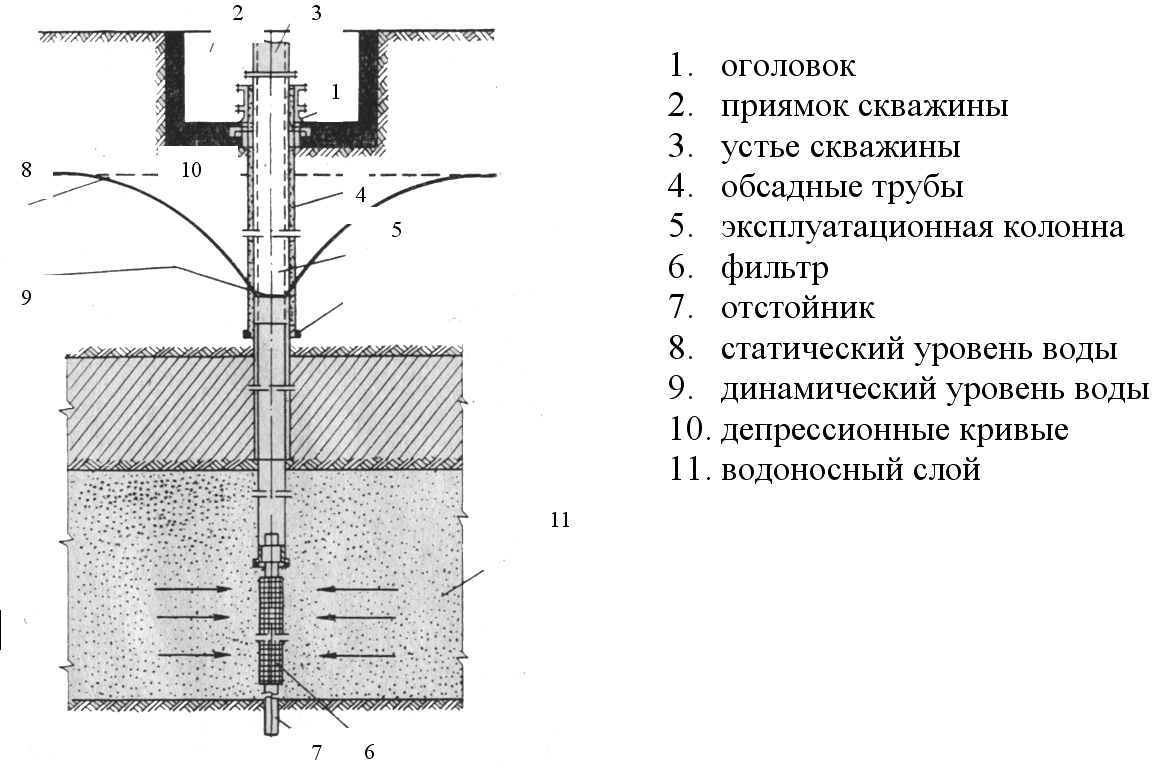 2 3
1
8 10
4
5
9
11
7 6
1. оголовок
2. приямок скважины
3. устье скважины
4. обсадные трубы
5. эксплуатационная колонна
6. фильтр
7. отстойник
8. статический уровень воды
9. динамический уровень воды
10. депрессионные кривые
11. водоносный слой